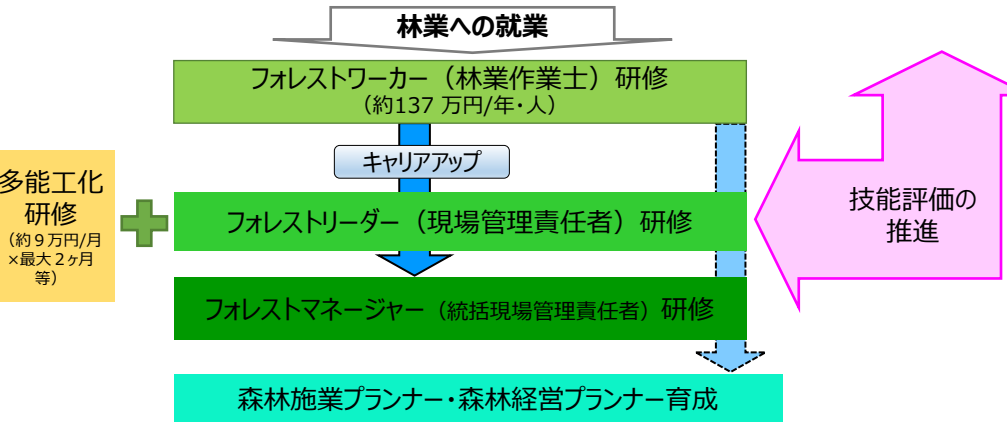 林業への就業
フォレストワーカー（林業作業士）研修
（約137 万円/年・人）
キャリアアップ
多能工化
研修
（約９万円/月
×最大２ヶ月
等）
フォレストリーダー（現場管理責任者）研修
技能評価の
推進
フォレストマネージャー（統括現場管理責任者）研修
森林施業プランナー・森林経営プランナー育成